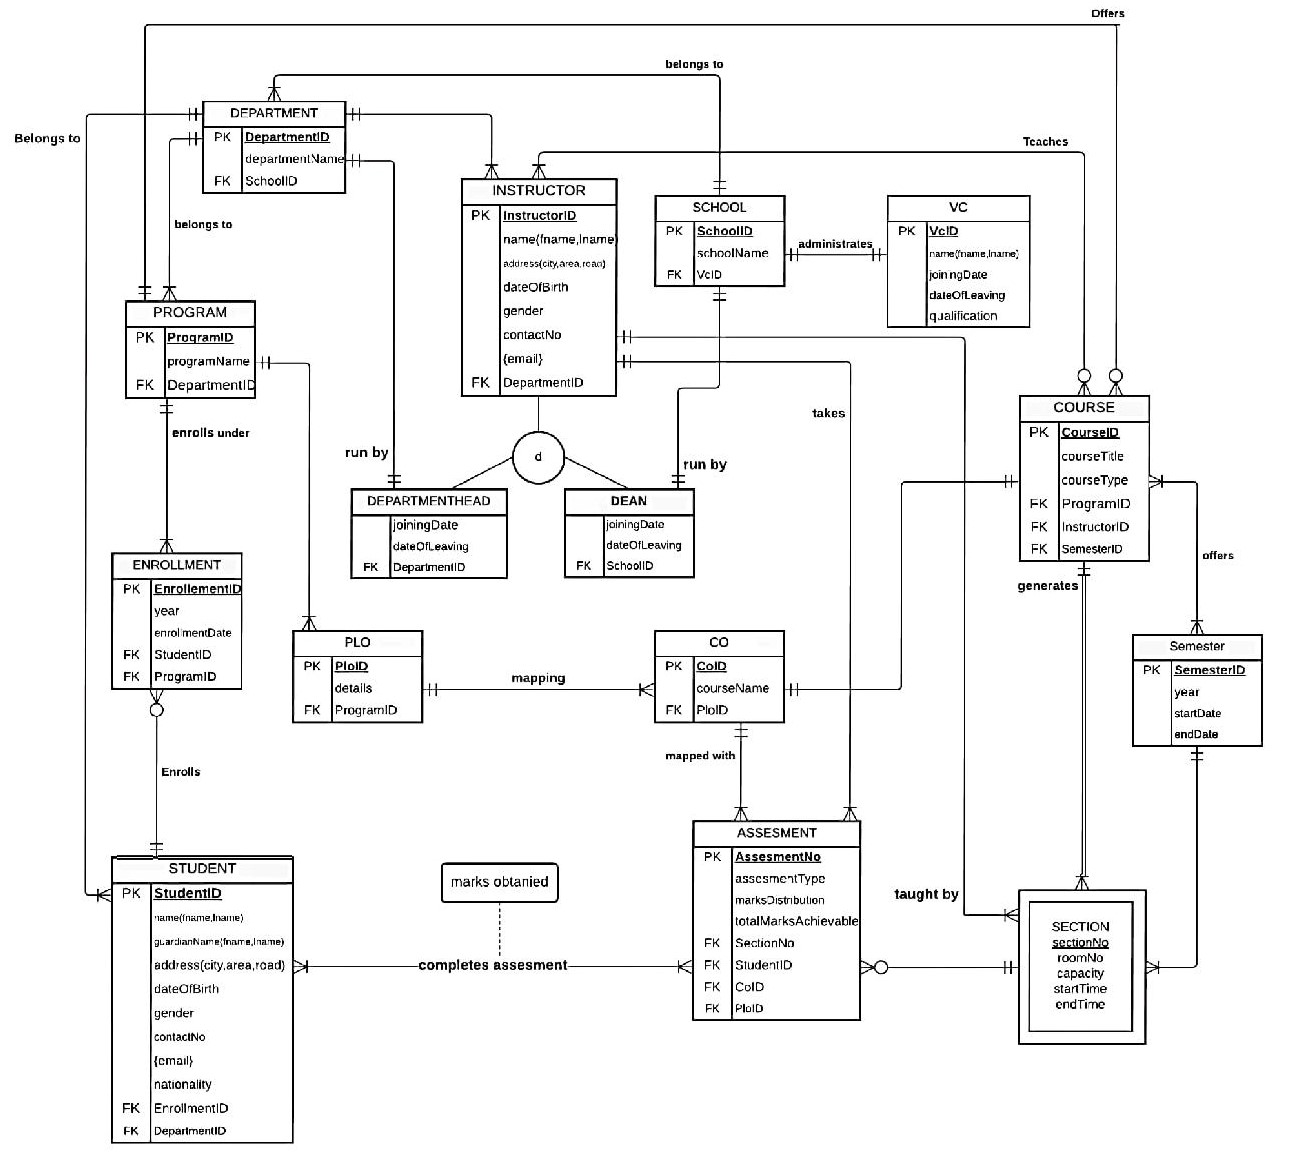 Offers
belongs to
Belongs to
DEPARTMENT
PK DepartmentID
departmentName
FK SchoolID
Teaches
INSTRUCTOR
PK InstructorID
name(fname,lname)
address(city,area,road)
dateOfBirth
gender
contactNo
{email}
FK DepartmentID
SCHOOL
PK SchoolID
schoolName
FK VcID
administrates
VC
PK VcID
name(fname,lname)
joiningDate
dateOfLeaving
qualification
belongs to
PROGRAM
PK ProgramID
programName
FK DepartmentID
enrolls under
takes
COURSE
PK CourseID
courseTitle
courseType
FK ProgramID
FK InstructorID
FK SemesterID
run by
d
run by
DEPARTMENTHEAD
joiningDate
dateOfLeaving
FK DepartmentID
DEAN
joiningDate
dateOfLeaving
FK SchoolID
offers
generates
ENROLLMENT
PK EnrollementID
year
enrollmentDate
FK StudentID
FK ProgramID
PLO
PK PloID
details
FK ProgramID
mapping
CO
PK CoID
courseName
FK PloID
Semester
PK SemesterID
year
startDate
endDate
mapped with
Enrolls
ASSESMENT
PK AssesmentNo
assesmentType
marksDistribution
totalMarksAchievable
FK SectionNo
FK StudentID
FK CoID
FK PloID
STUDENT
PK StudentID
name(fname,lname)
guardianName(fname,lname)
address(city,area,road)
dateOfBirth
gender
contactNo
{email}
nationality
FK EnrollmentID
FK DepartmentID
marks obtanied
completes assesment
taught by
SECTION
sectionNo
roomNo
capacity
startTime
endTime